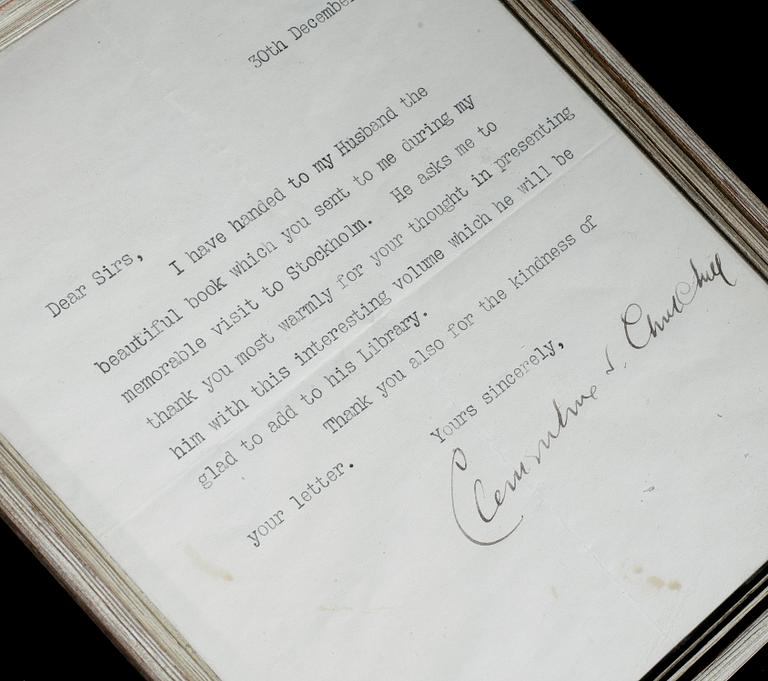 30th December
Dear Sirs,
I have handed to my Husband the
beautiful book which you sent to me during my
memorable visit to Stockholm. He asks me to
thank you most warmly for your thought in presenting
him with this interesting volume which he will be
glad to add to his Library.
Thank you also for the kindness of
your letter.
Yours sincerely,
Clementine S. Churchill